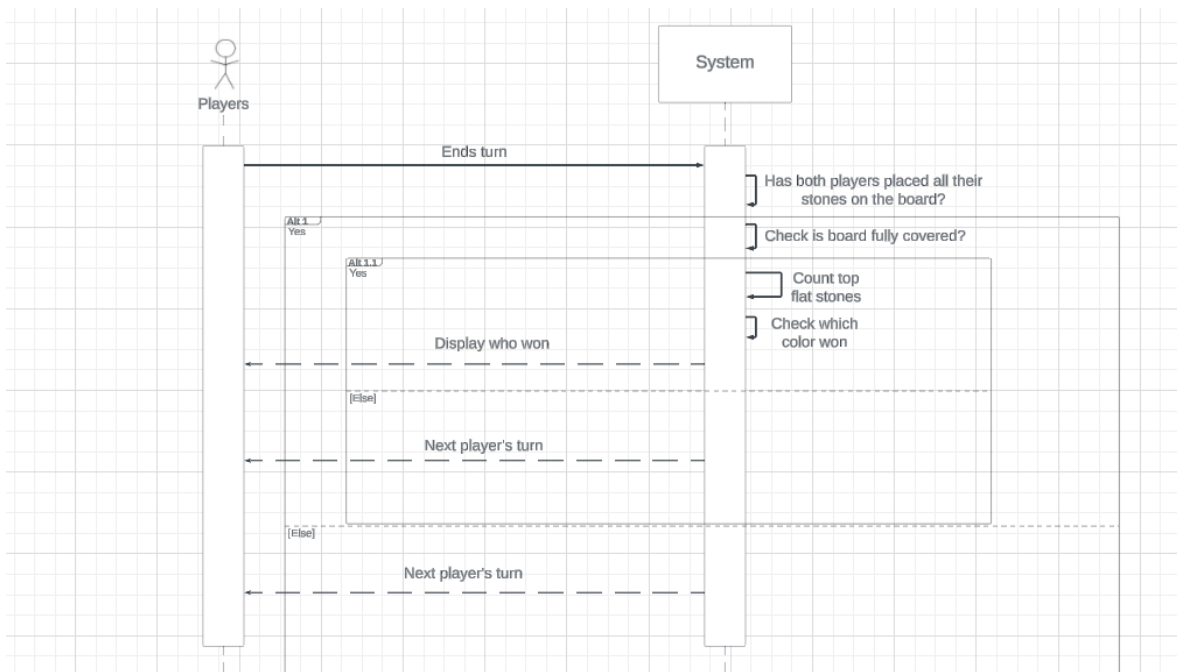 System
Players
Ends turn
Has both players placed all their
stones on the board?
Alt 1
Yes
Check is board fully covered?
Alt 1.1
Yes
Count top
flat stones
Check which
color won
Display who won
[Else]
Next player's turn
[Else]
Next player's turn